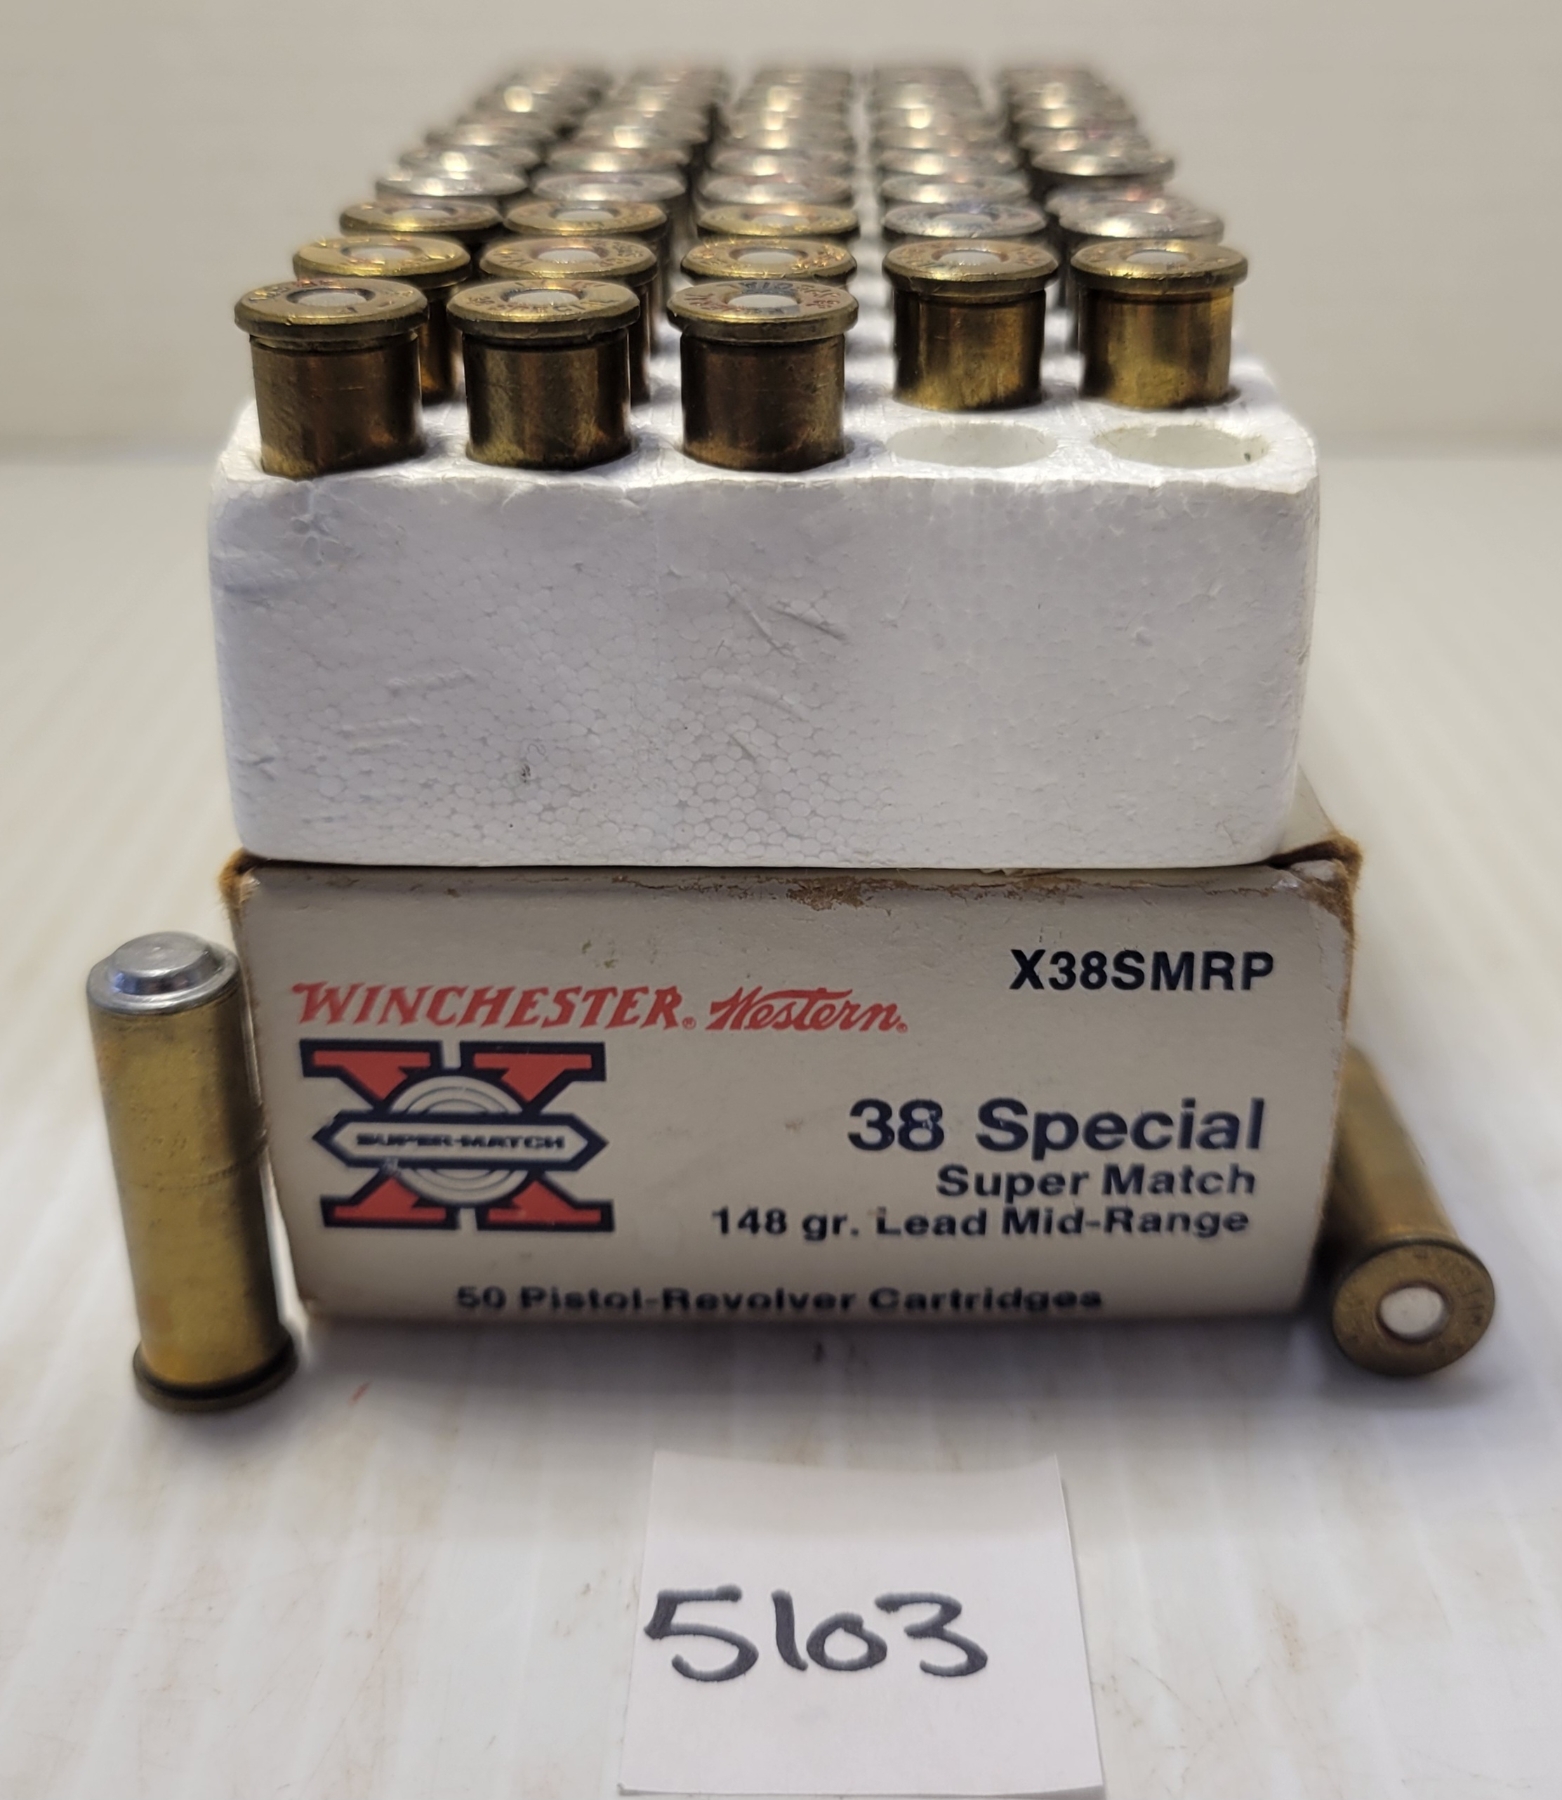 X38SMRP
WINCHESTER® Western®
SUPER-MATCH
38 Special
Super Match
148 gr. Lead Mid-Range
50 Pistol-Revolver Cartridges
5103